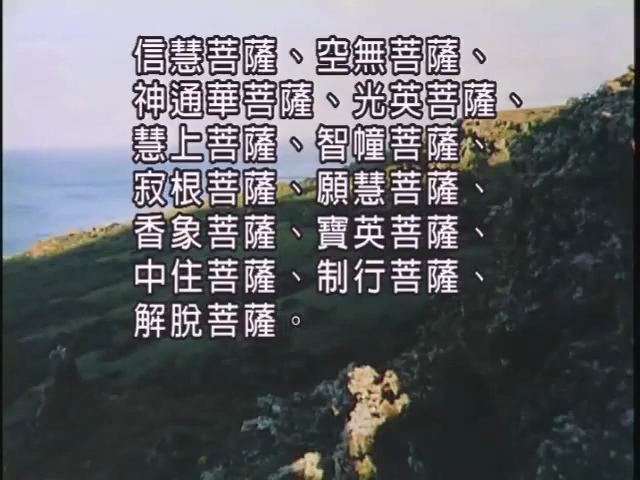 信慧菩薩、空無菩薩、
神通華菩薩、光英菩薩、
慧上菩薩、智幢菩薩、
寂根菩薩、願慧菩薩、
香象菩薩、寶英菩薩、
中住菩薩、制行菩薩、
解脫菩薩。